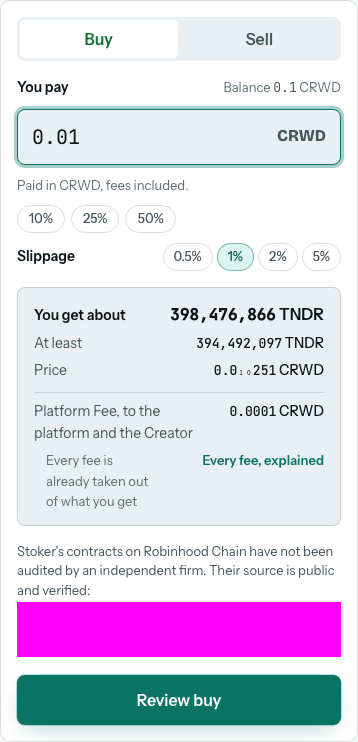 Buy
Sell
You pay
Balance 0.1 CRWD
0.01
CRWD
Paid in CRWD, fees included.
10%
25%
50%
Slippage
0.5%
1%
2%
5%
You get about
398,476,866 TNDR
At least
394,492,097 TNDR
Price
0.0₁₀251 CRWD
Platform Fee, to the
0.0001 CRWD
platform and the Creator
Every fee is
Every fee, explained
already taken out
of what you get
Stoker's contracts on Robinhood Chain have not been
audited by an independent firm. Their source is public
and verified:
Review buy